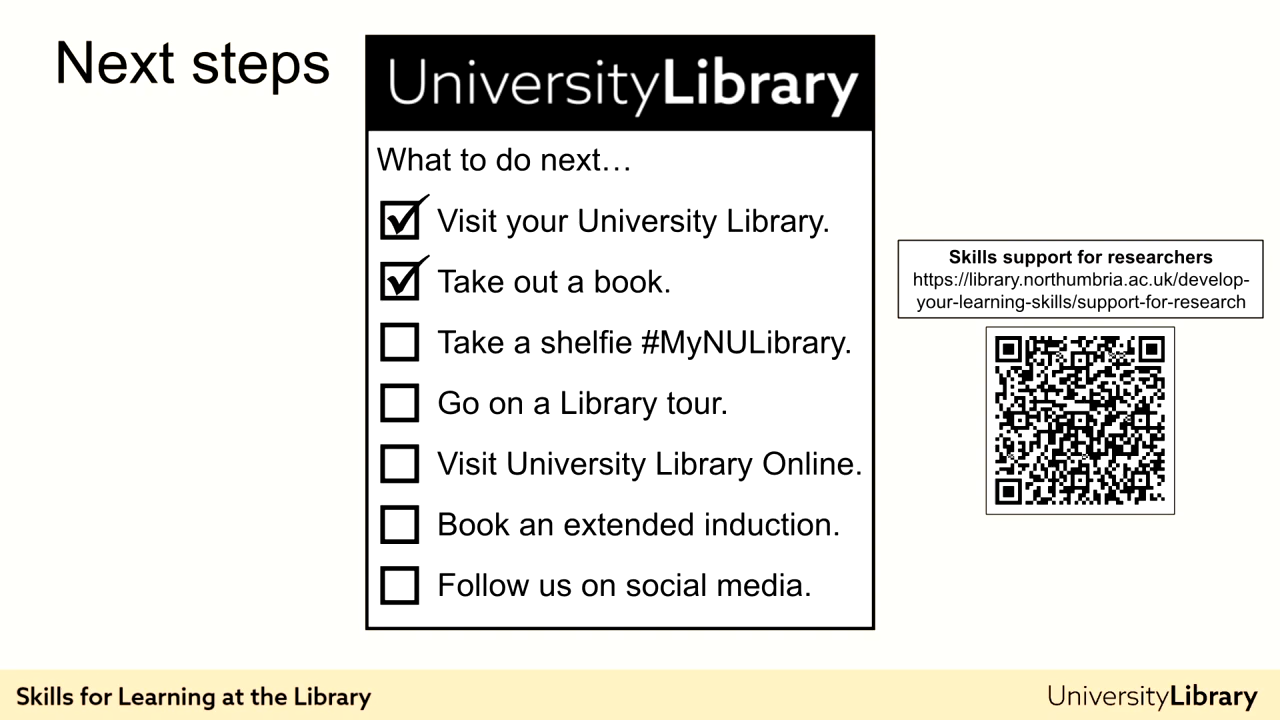 Next steps
UniversityLibrary
What to do next…
Visit your University Library.
Take out a book.
Take a shelfie #MyNULibrary.
Go on a Library tour.
Visit University Library Online.
Book an extended induction.
Follow us on social media.
Skills support for researchers
https://library.northumbria.ac.uk/develop-
your-learning-skills/support-for-research
Skills for Learning at the Library
UniversityLibrary